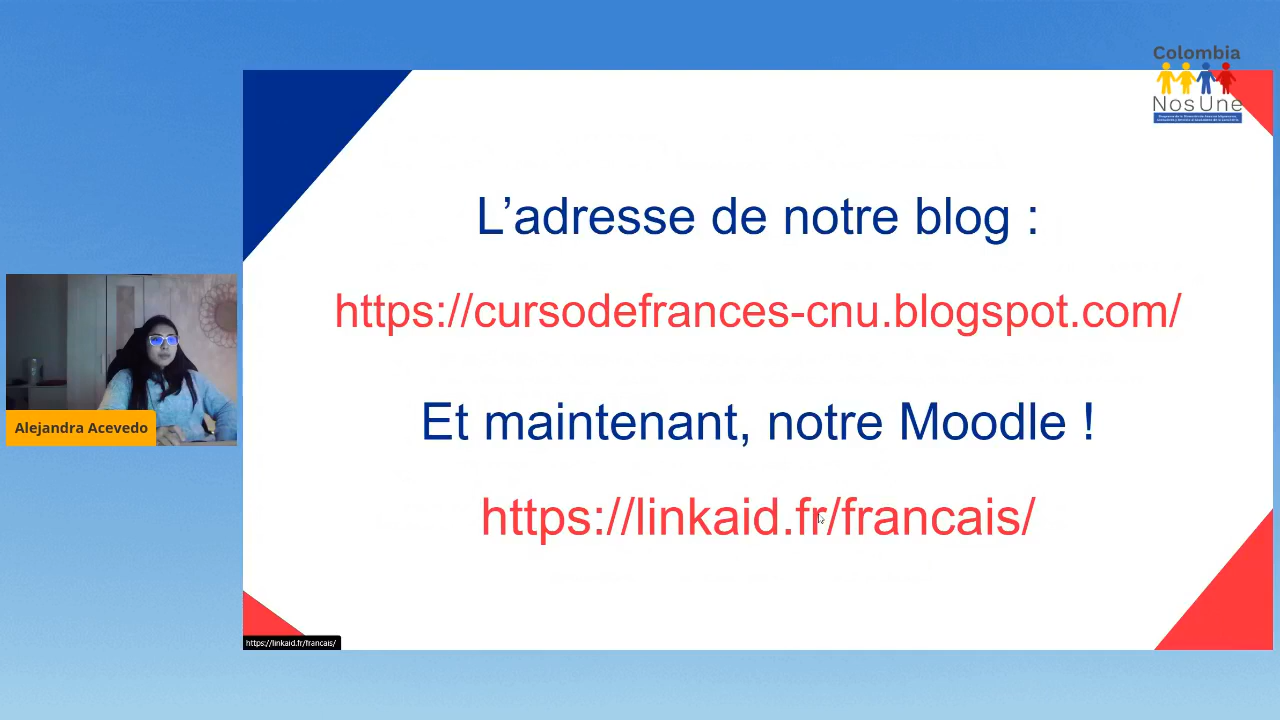 Colombia
NosUne
L’adresse de notre blog :
https://cursodefrances-cnu.blogspot.com/
Et maintenant, notre Moodle !
https://linkaid.fr/francais/
Alejandra Acevedo
https://linkaid.fr/francais/